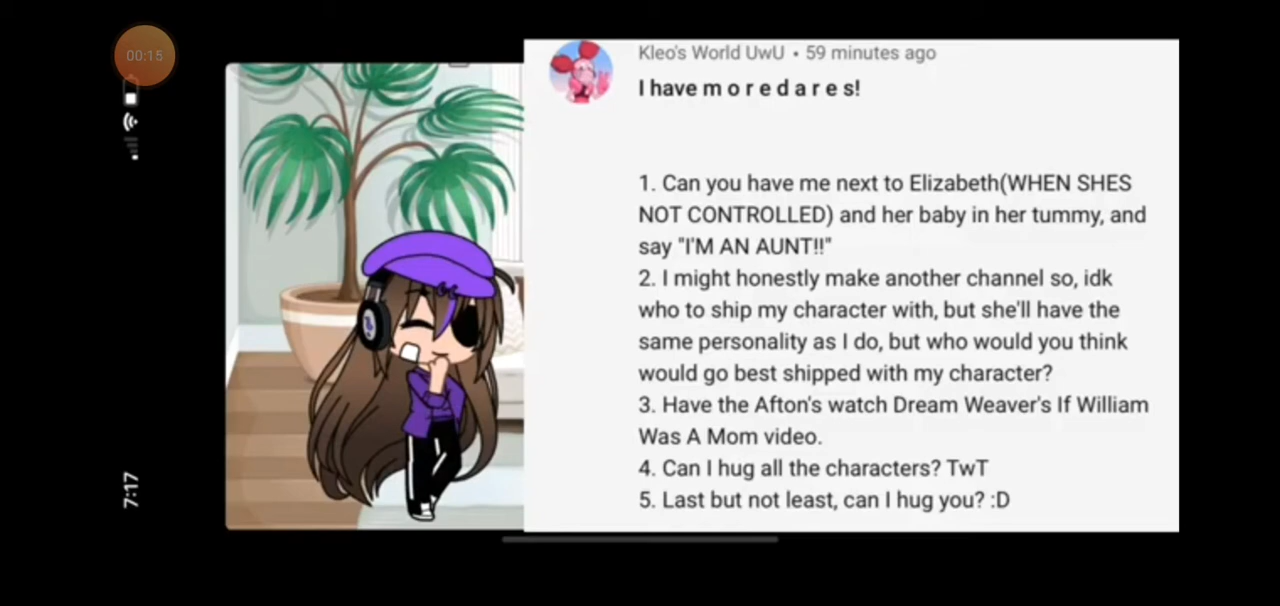 00:15
7:17
Kleo's World UwU • 59 minutes ago
I have m o r e d a r e s!
1. Can you have me next to Elizabeth(WHEN SHES
NOT CONTROLLED) and her baby in her tummy, and
say "I'M AN AUNT!!"
2. I might honestly make another channel so, idk
who to ship my character with, but she'll have the
same personality as I do, but who would you think
would go best shipped with my character?
3. Have the Afton's watch Dream Weaver's If William
Was A Mom video.
4. Can I hug all the characters? TwT
5. Last but not least, can I hug you? :D